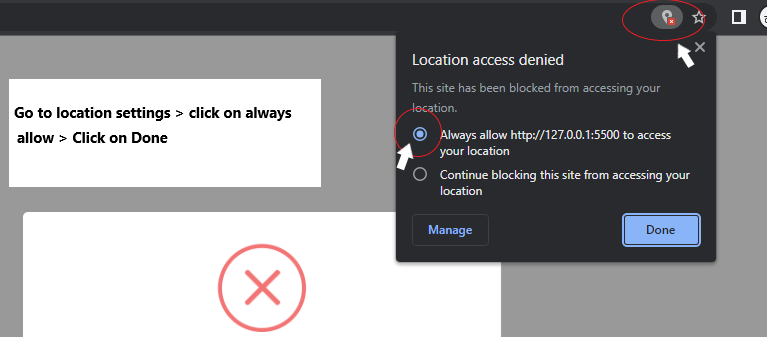 Location access denied
This site has been blocked from accessing your
location.
Go to location settings > click on always
allow > Click on Done
Always allow http://127.0.0.1:5500 to access
your location
Continue blocking this site from accessing your
location
Manage
Done